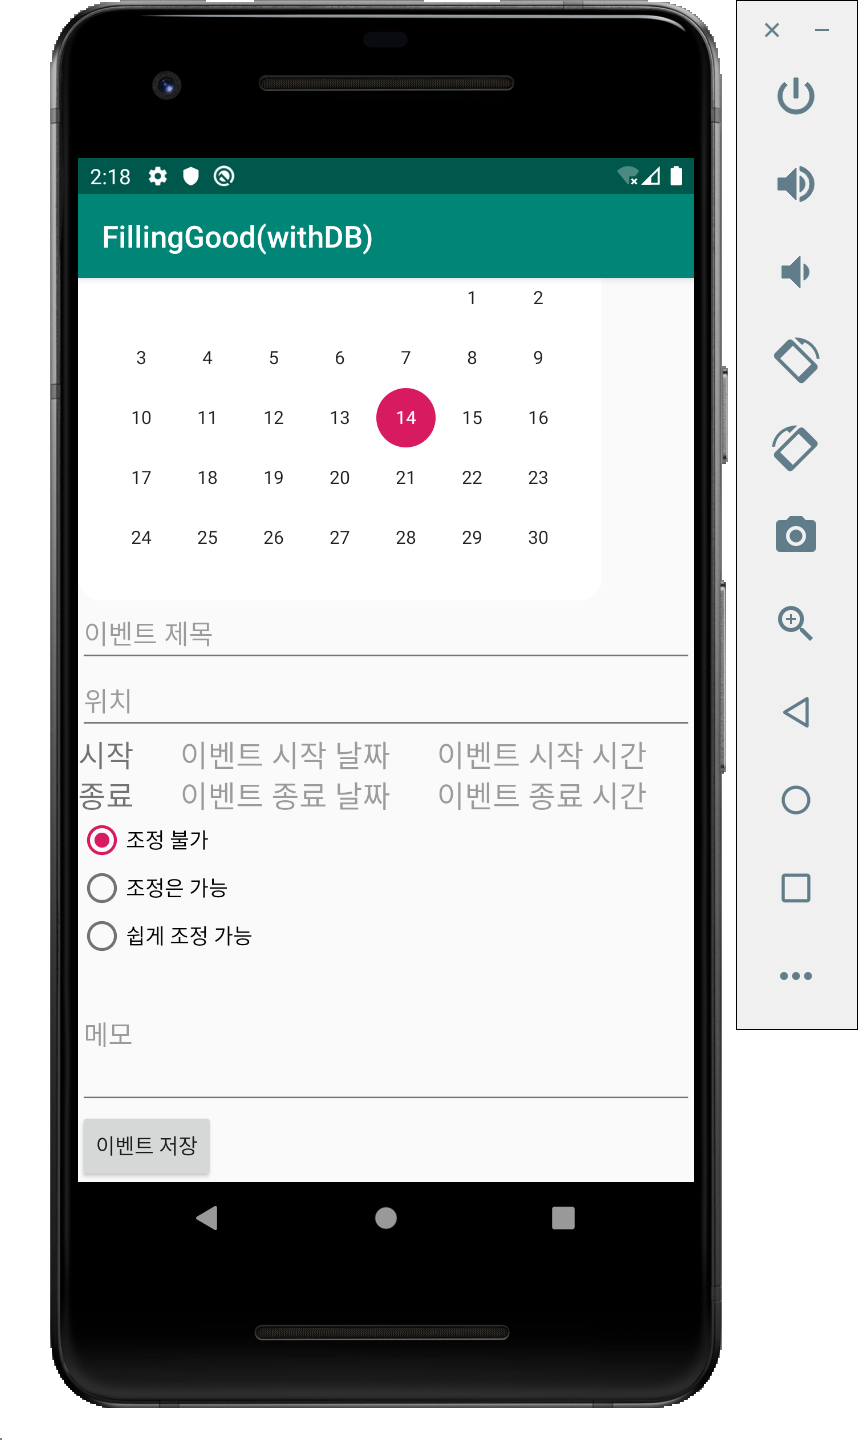 2:18
FillingGood(withDB)
1 2
3 4 5 6 7 8 9
10 11 12 13 14 15 16
17 18 19 20 21 22 23
24 25 26 27 28 29 30
이벤트 제목
위치
시작 이벤트 시작 날짜 이벤트 시작 시간
종료 이벤트 종료 날짜 이벤트 종료 시간
조정 불가
조정은 가능
쉽게 조정 가능
메모
이벤트 저장